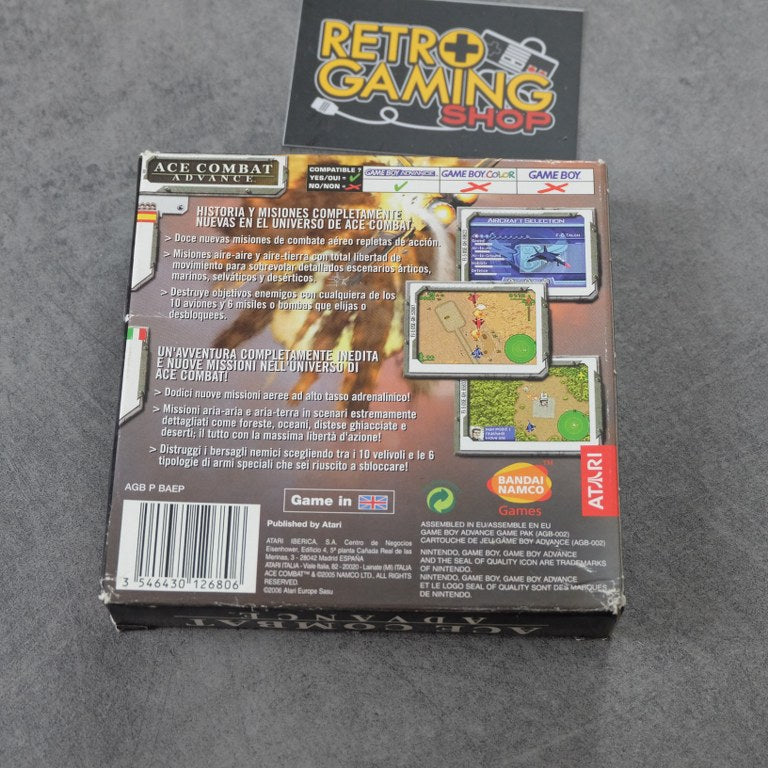 RETRO
GAMING
SHOP
ACE COMBAT
ADVANCE
COMPATIBLE ?
YES/OUI =
NO/NON =
GAME BOY ADVANCE
GAME BOY COLOR
GAME BOY
HISTORIA Y MISIONES COMPLETAMENTE
NUEVAS EN EL UNIVERSO DE ACE COMBAT
> Doce nuevas misiones de combate aéreo repletas de acción.
> Misiones aire-aire y aire-tierra con total libertad de
movimiento para sobrevolar detallados escenarios árticos,
marinos, selváticos y desérticos.
> Destruye objetivos enemigos con cualquiera de los
10 aviones y 6 misiles o bombas que elijas o
desbloquees.
AIRCRAFT SELECTION
UN'AVVENTURA COMPLETAMENTE INEDITA
E NUOVE MISSIONI NELL'UNIVERSO DI
ACE COMBAT!
> Dodici nuove missioni aeree ad alto tasso adrenalinico!
> Missioni aria-aria e aria-terra in scenari estremamente
dettagliati come foreste, oceani, distese ghiacciate e
deserti; il tutto con la massima libertà d'azione!
> Distruggi i bersagli nemici scegliendo tra i 10 velivoli e le 6
tipologie di armi speciali che sei riuscito a sbloccare!
AGB P BAEP
3 546430 126806
Game in
Published by Atari
ATARI IBERICA, S.A. Centro de Negocios
Eisenhower, Edificio 4, 5ª planta Cañada Real de las
Merinas, 3 - 28042 Madrid ESPAÑA
ATARI ITALIA - Viale Italia, 82 - 20020 - Lainate (MI) ITALIA
ACE COMBAT™ & ©2005 NAMCO LTD., ALL RIGHTS
RESERVED.
©2006 Atari Europe Sasu
BANDAI
NAMCO
Games
ATARI
ASSEMBLED IN EU/ASSEMBLE EN EU
GAME BOY ADVANCE GAME PAK (AGB-002)
CARTOUCHE DE JEU GAME BOY ADVANCE (AGB-002)
NINTENDO, GAME BOY, GAME BOY ADVANCE
AND THE SEAL OF QUALITY ICON ARE TRADEMARKS
OF NINTENDO.
NINTENDO, GAME BOY, GAME BOY ADVANCE
ET LE LOGO SEAL OF QUALITY SONT DES MARQUES
DE NINTENDO.
ACE COMBAT
ADVANCE